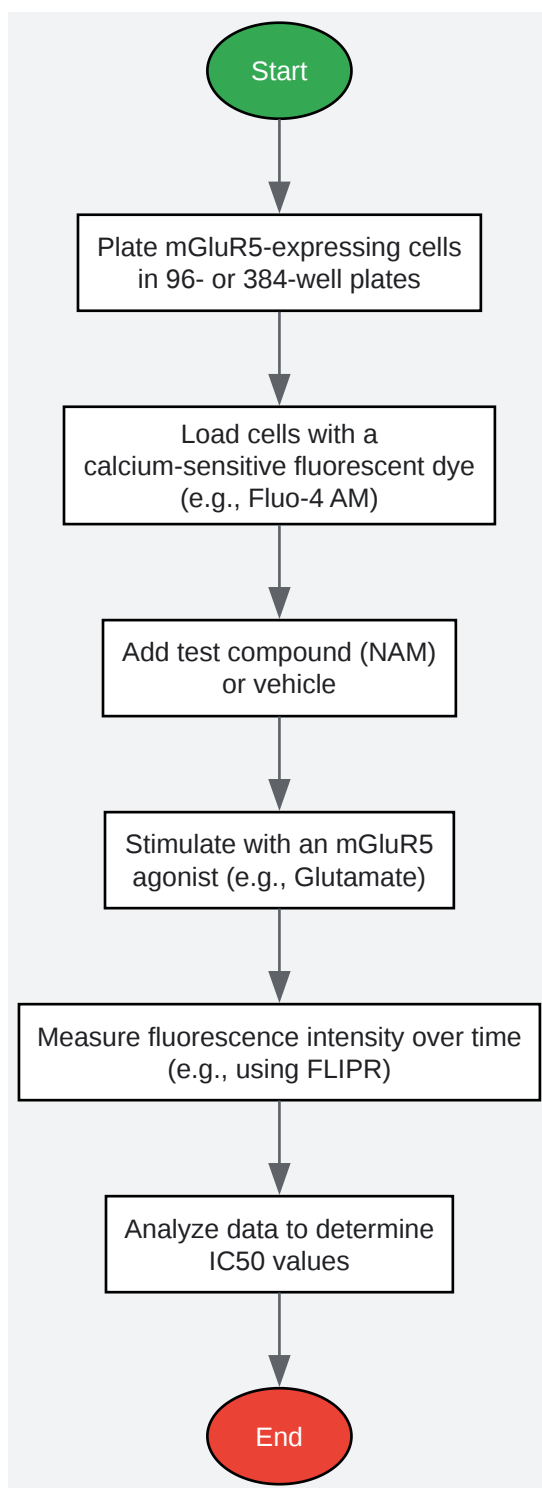 Start
Plate mGluR5-expressing cells
in 96- or 384-well plates
Load cells with a
calcium-sensitive fluorescent dye
(e.g., Fluo-4 AM)
Add test compound (NAM)
or vehicle
Stimulate with an mGluR5
agonist (e.g., Glutamate)
Measure fluorescence intensity over time
(e.g., using FLIPR)
Analyze data to determine
IC50 values
End